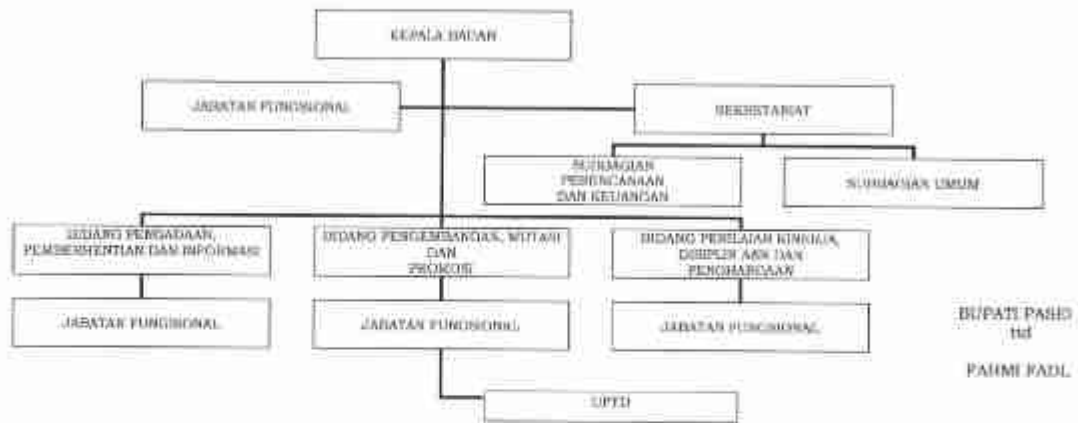 KEPALA BADAN
JABATAN FUNGSIONAL
SEKRETARIAT
SUBBAGIAN
PERENCANAAN
DAN KEUANGAN
SUBBAGIAN UMUM
BIDANG PENGADAAN,
PEMBERHENTIAN DAN INFORMASI
BIDANG PENGEMBANGAN, MUTASI
DAN
PROMOSI
BIDANG PENILAIAN KINERJA,
DISIPLIN ASN DAN
PENGHARGAAN
JABATAN FUNGSIONAL
JABATAN FUNGSIONAL
JABATAN FUNGSIONAL
UPTD
BUPATI PASE
ttd
FAHMI FADL